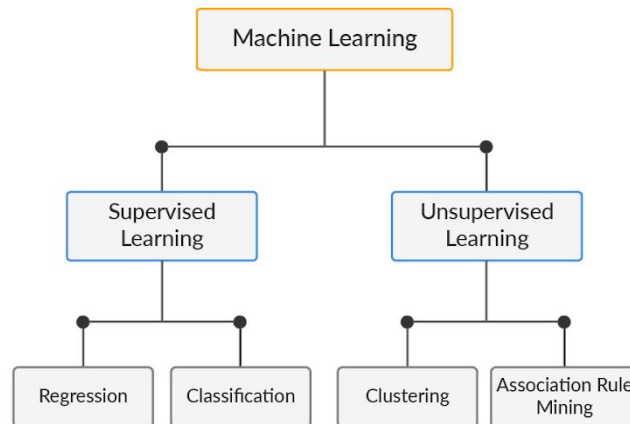 Machine Learning
Supervised
Learning
Unsupervised
Learning
Regression
Classification
Clustering
Association Rule
Mining